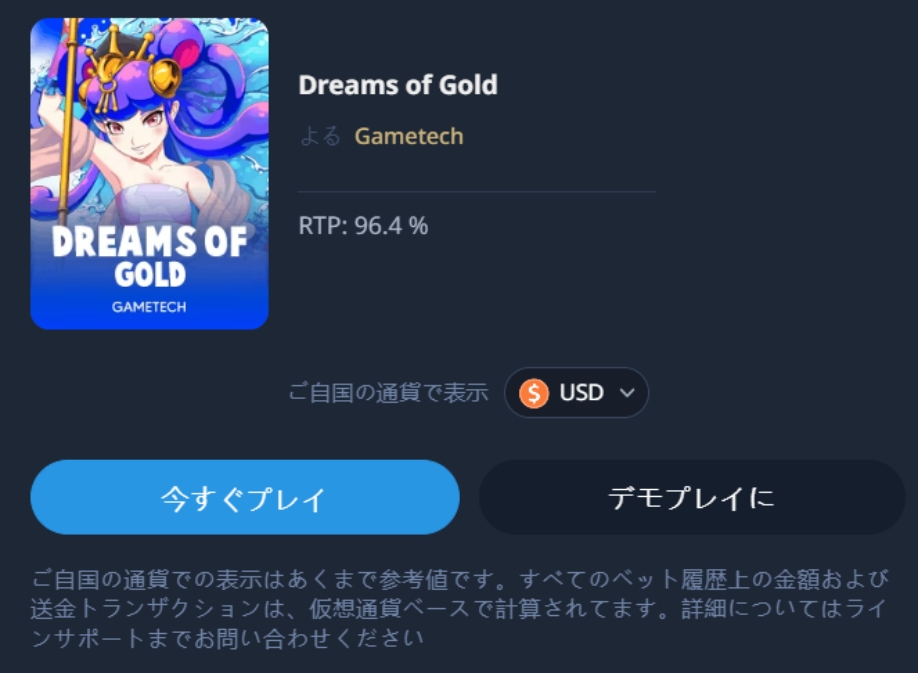 DREAMS OF
GOLD
GAMETECH
Dreams of Gold
よる Gametech
RTP: 96.4 %
ご自国の通貨で表示 $ USD
今すぐプレイ
デモプレイに
ご自国の通貨での表示はあくまで参考値です。すべてのベット履歴上の金額および
送金トランザクションは、仮想通貨ベースで計算されてます。詳細についてはライ
ンサポートまでお問い合わせください